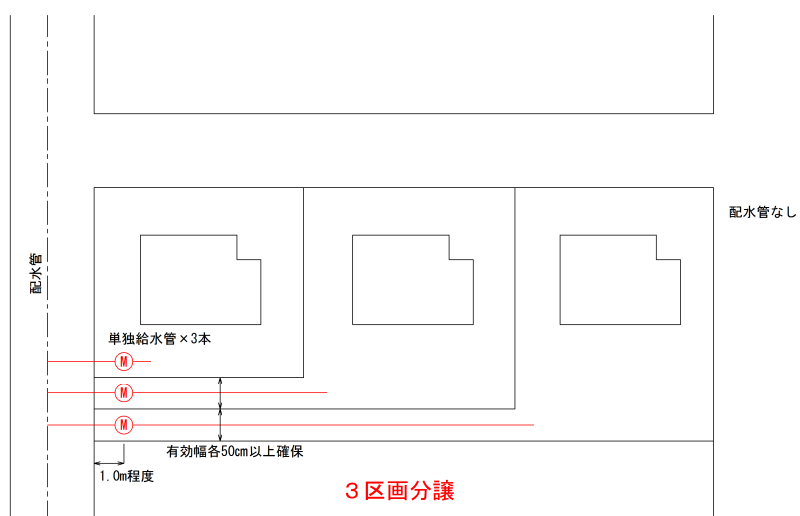 配水管なし
配水管
単独給水管×3本
M
M
M
有効幅各50cm以上確保
1.0m程度
3区画分譲